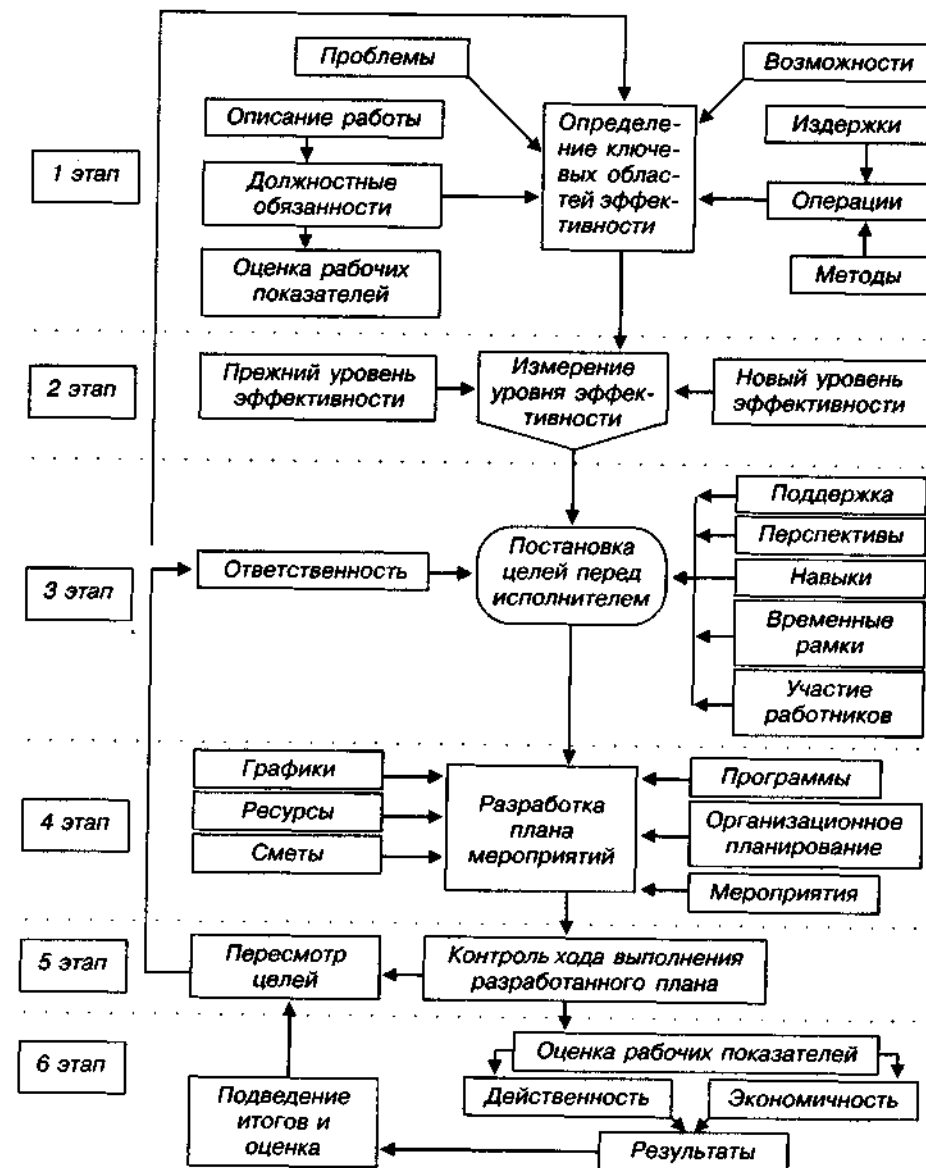 Проблемы
Возможности
Описание работы
Определе-
ние ключе-
вых облас-
тей эффек-
тивности
Издержки
1 этап
Должностные
обязанности
Операции
Оценка рабочих
показателей
Методы
2 этап
Прежний уровень
эффективности
Измерение
уровня эффек-
тивности
Новый уровень
эффективности
3 этап
Ответственность
Постановка
целей перед
исполнителем
Поддержка
Перспективы
Навыки
Временные
рамки
Участие
работников
4 этап
Графики
Ресурсы
Сметы
Разработка
плана
мероприятий
Программы
Организационное
планирование
Мероприятия
5 этап
Пересмотр
целей
Контроль хода выполнения
разработанного плана
6 этап
Оценка рабочих показателей
Действенность
Экономичность
Подведение
итогов и
оценка
Результаты